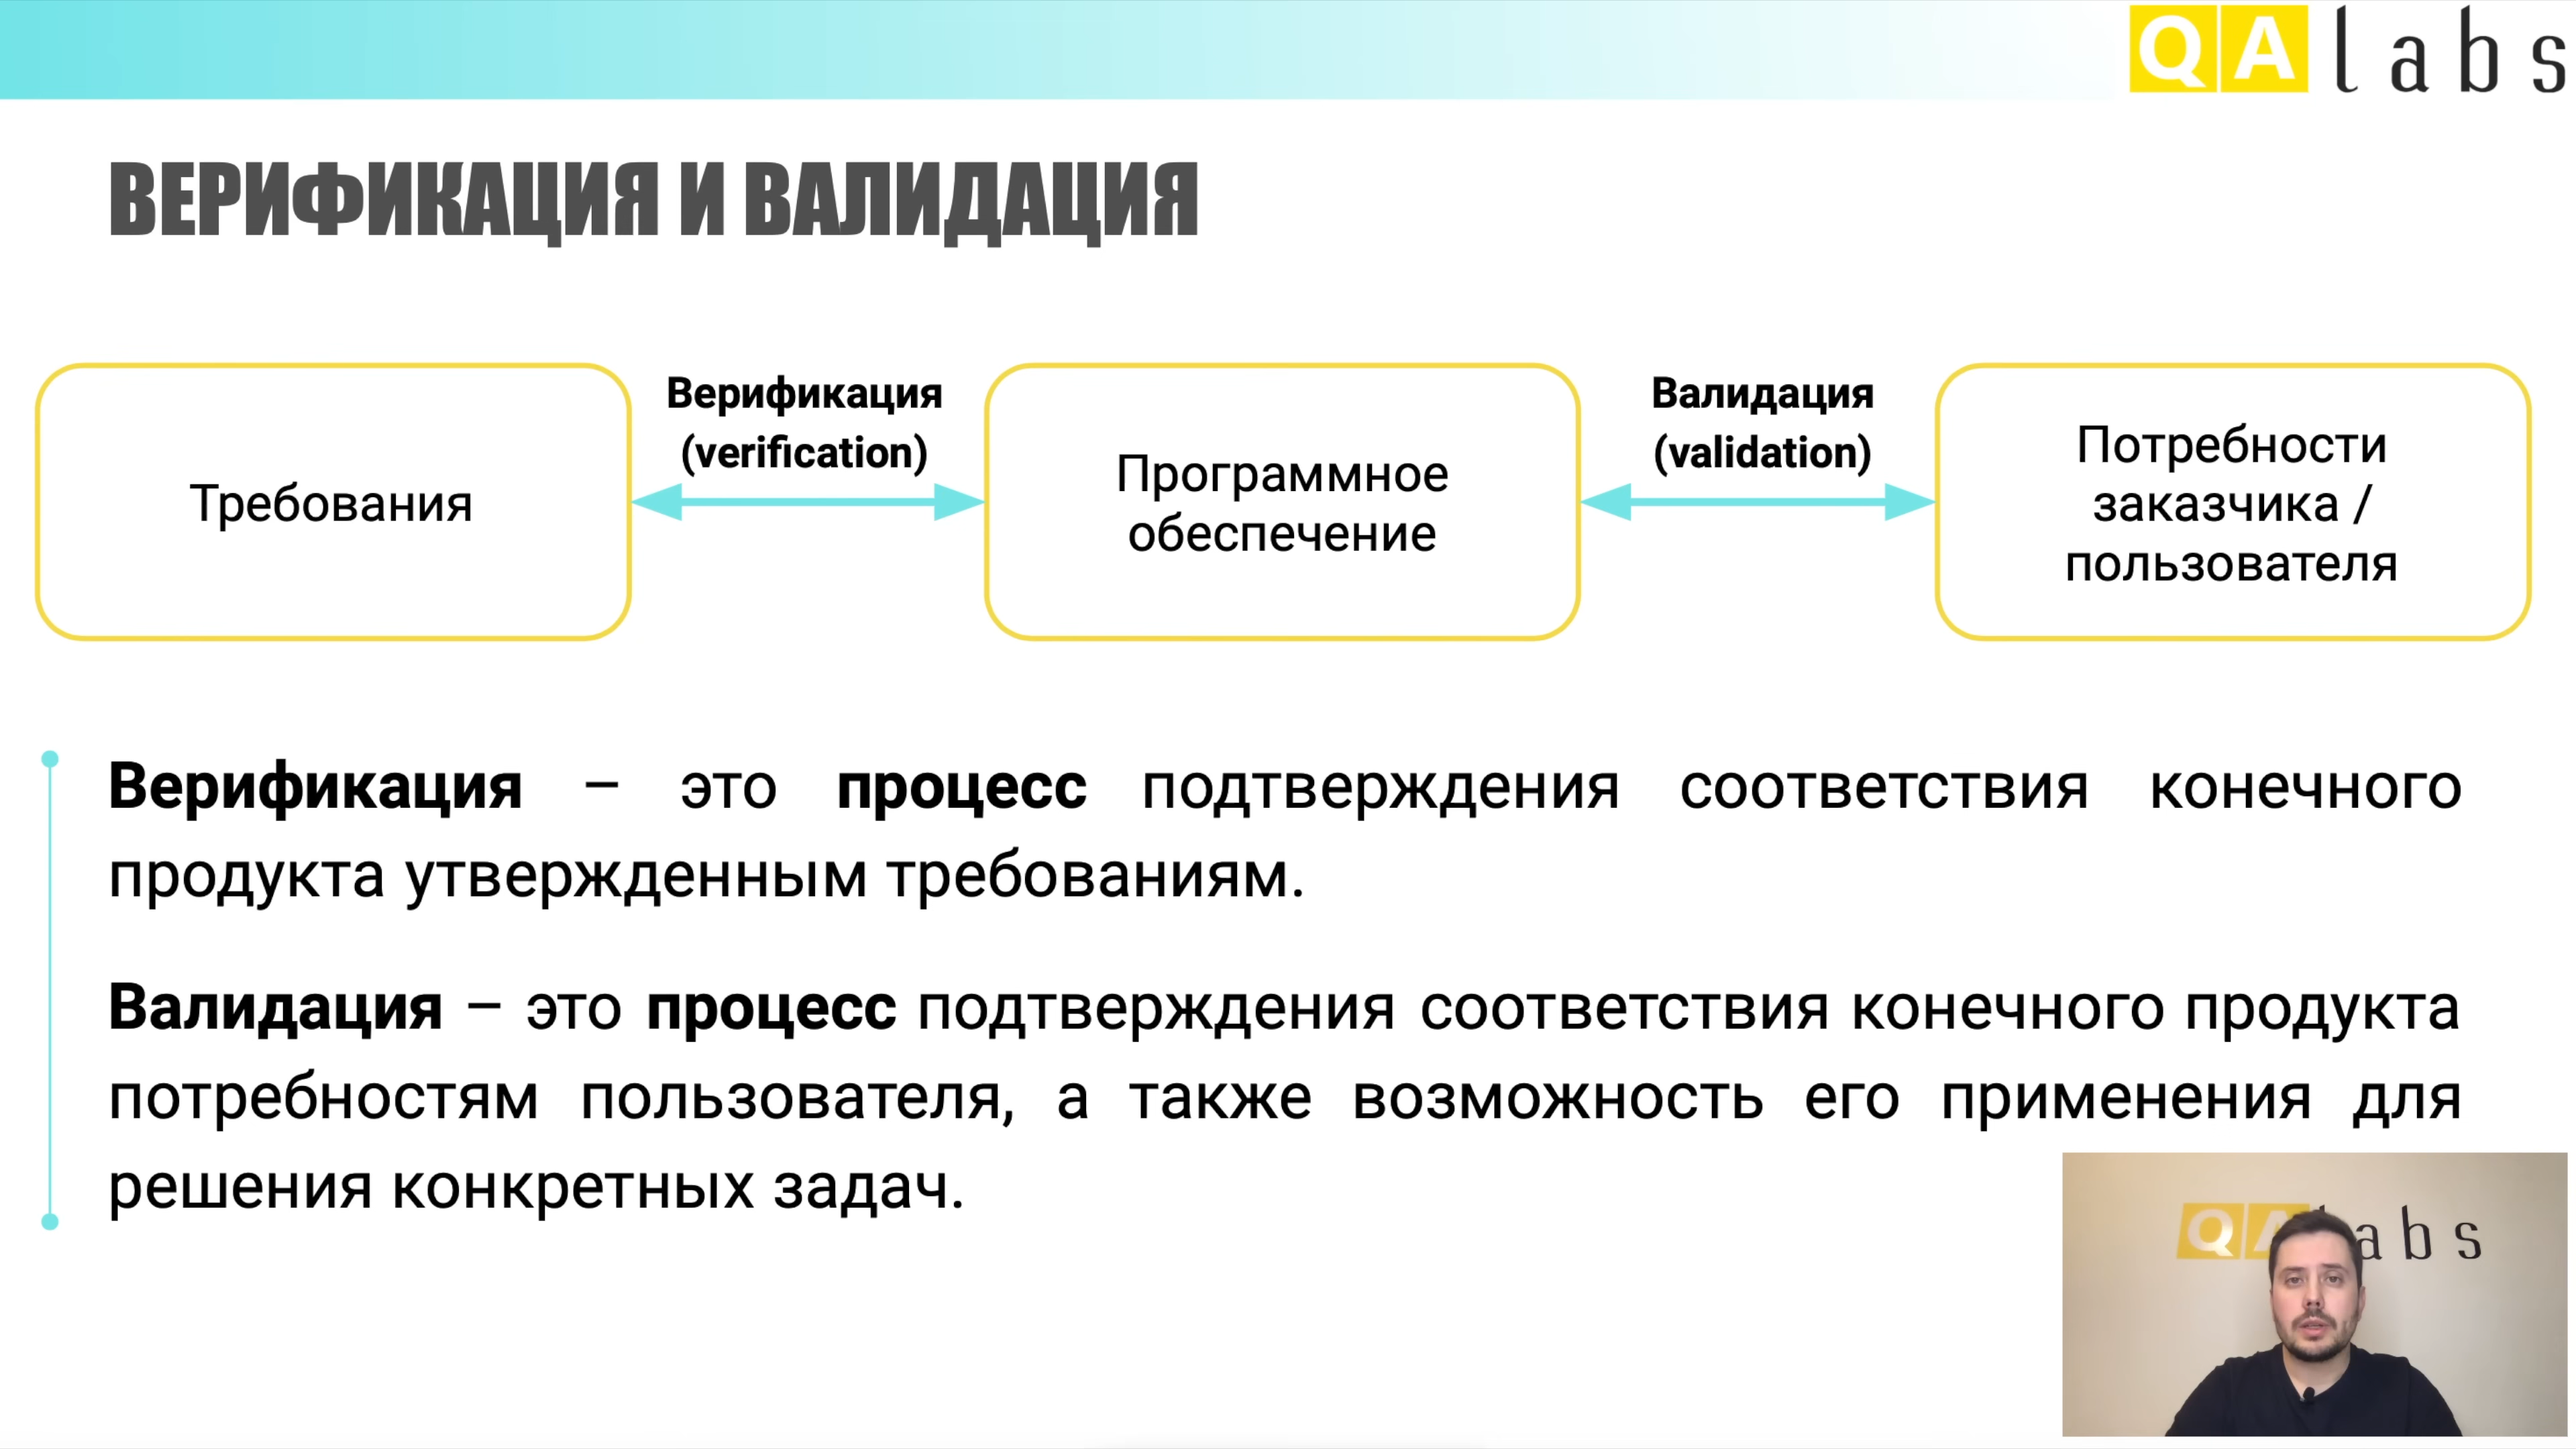 QA labs
ВЕРИФИКАЦИЯ И ВАЛИДАЦИЯ
Требования
Верификация
(verification)
Программное
обеспечение
Валидация
(validation)
Потребности
заказчика /
пользователя
Верификация – это процесс подтверждения соответствия конечного
продукта утвержденным требованиям.
Валидация – это процесс подтверждения соответствия конечного продукта
потребностям пользователя, а также возможность его применения для
решения конкретных задач.
QA labs